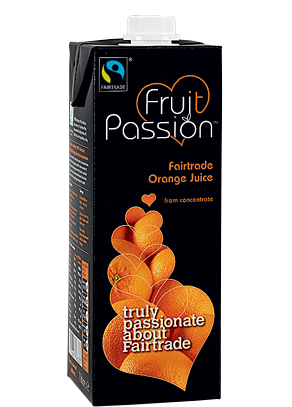 FAIRTRADE
Fruit
Passion™
Fairtrade
Orange Juice
from concentrate
truly
passionate
about
Fairtrade